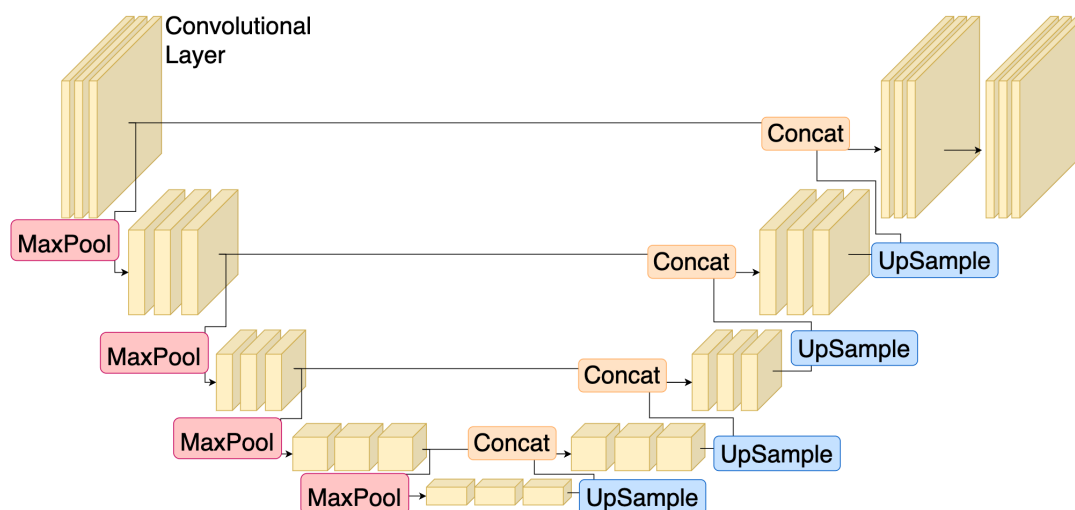 Convolutional
Layer
Concat
MaxPool
Concat
UpSample
MaxPool
Concat
UpSample
MaxPool
Concat
UpSample
MaxPool
UpSample